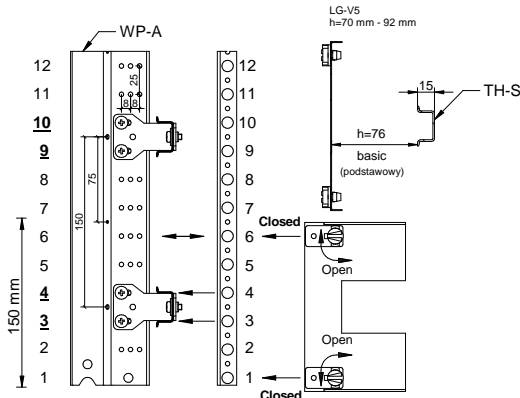 WP-A
LG-V5
h=70 mm - 92 mm
12
11
10
9
8
7
6
5
4
3
2
1
25
8
8
75
150
150 mm
12
11
10
9
8
7
6
5
4
3
2
1
15
TH-S
h=76
basic
(podstawowy)
Closed
Open
Open
Closed